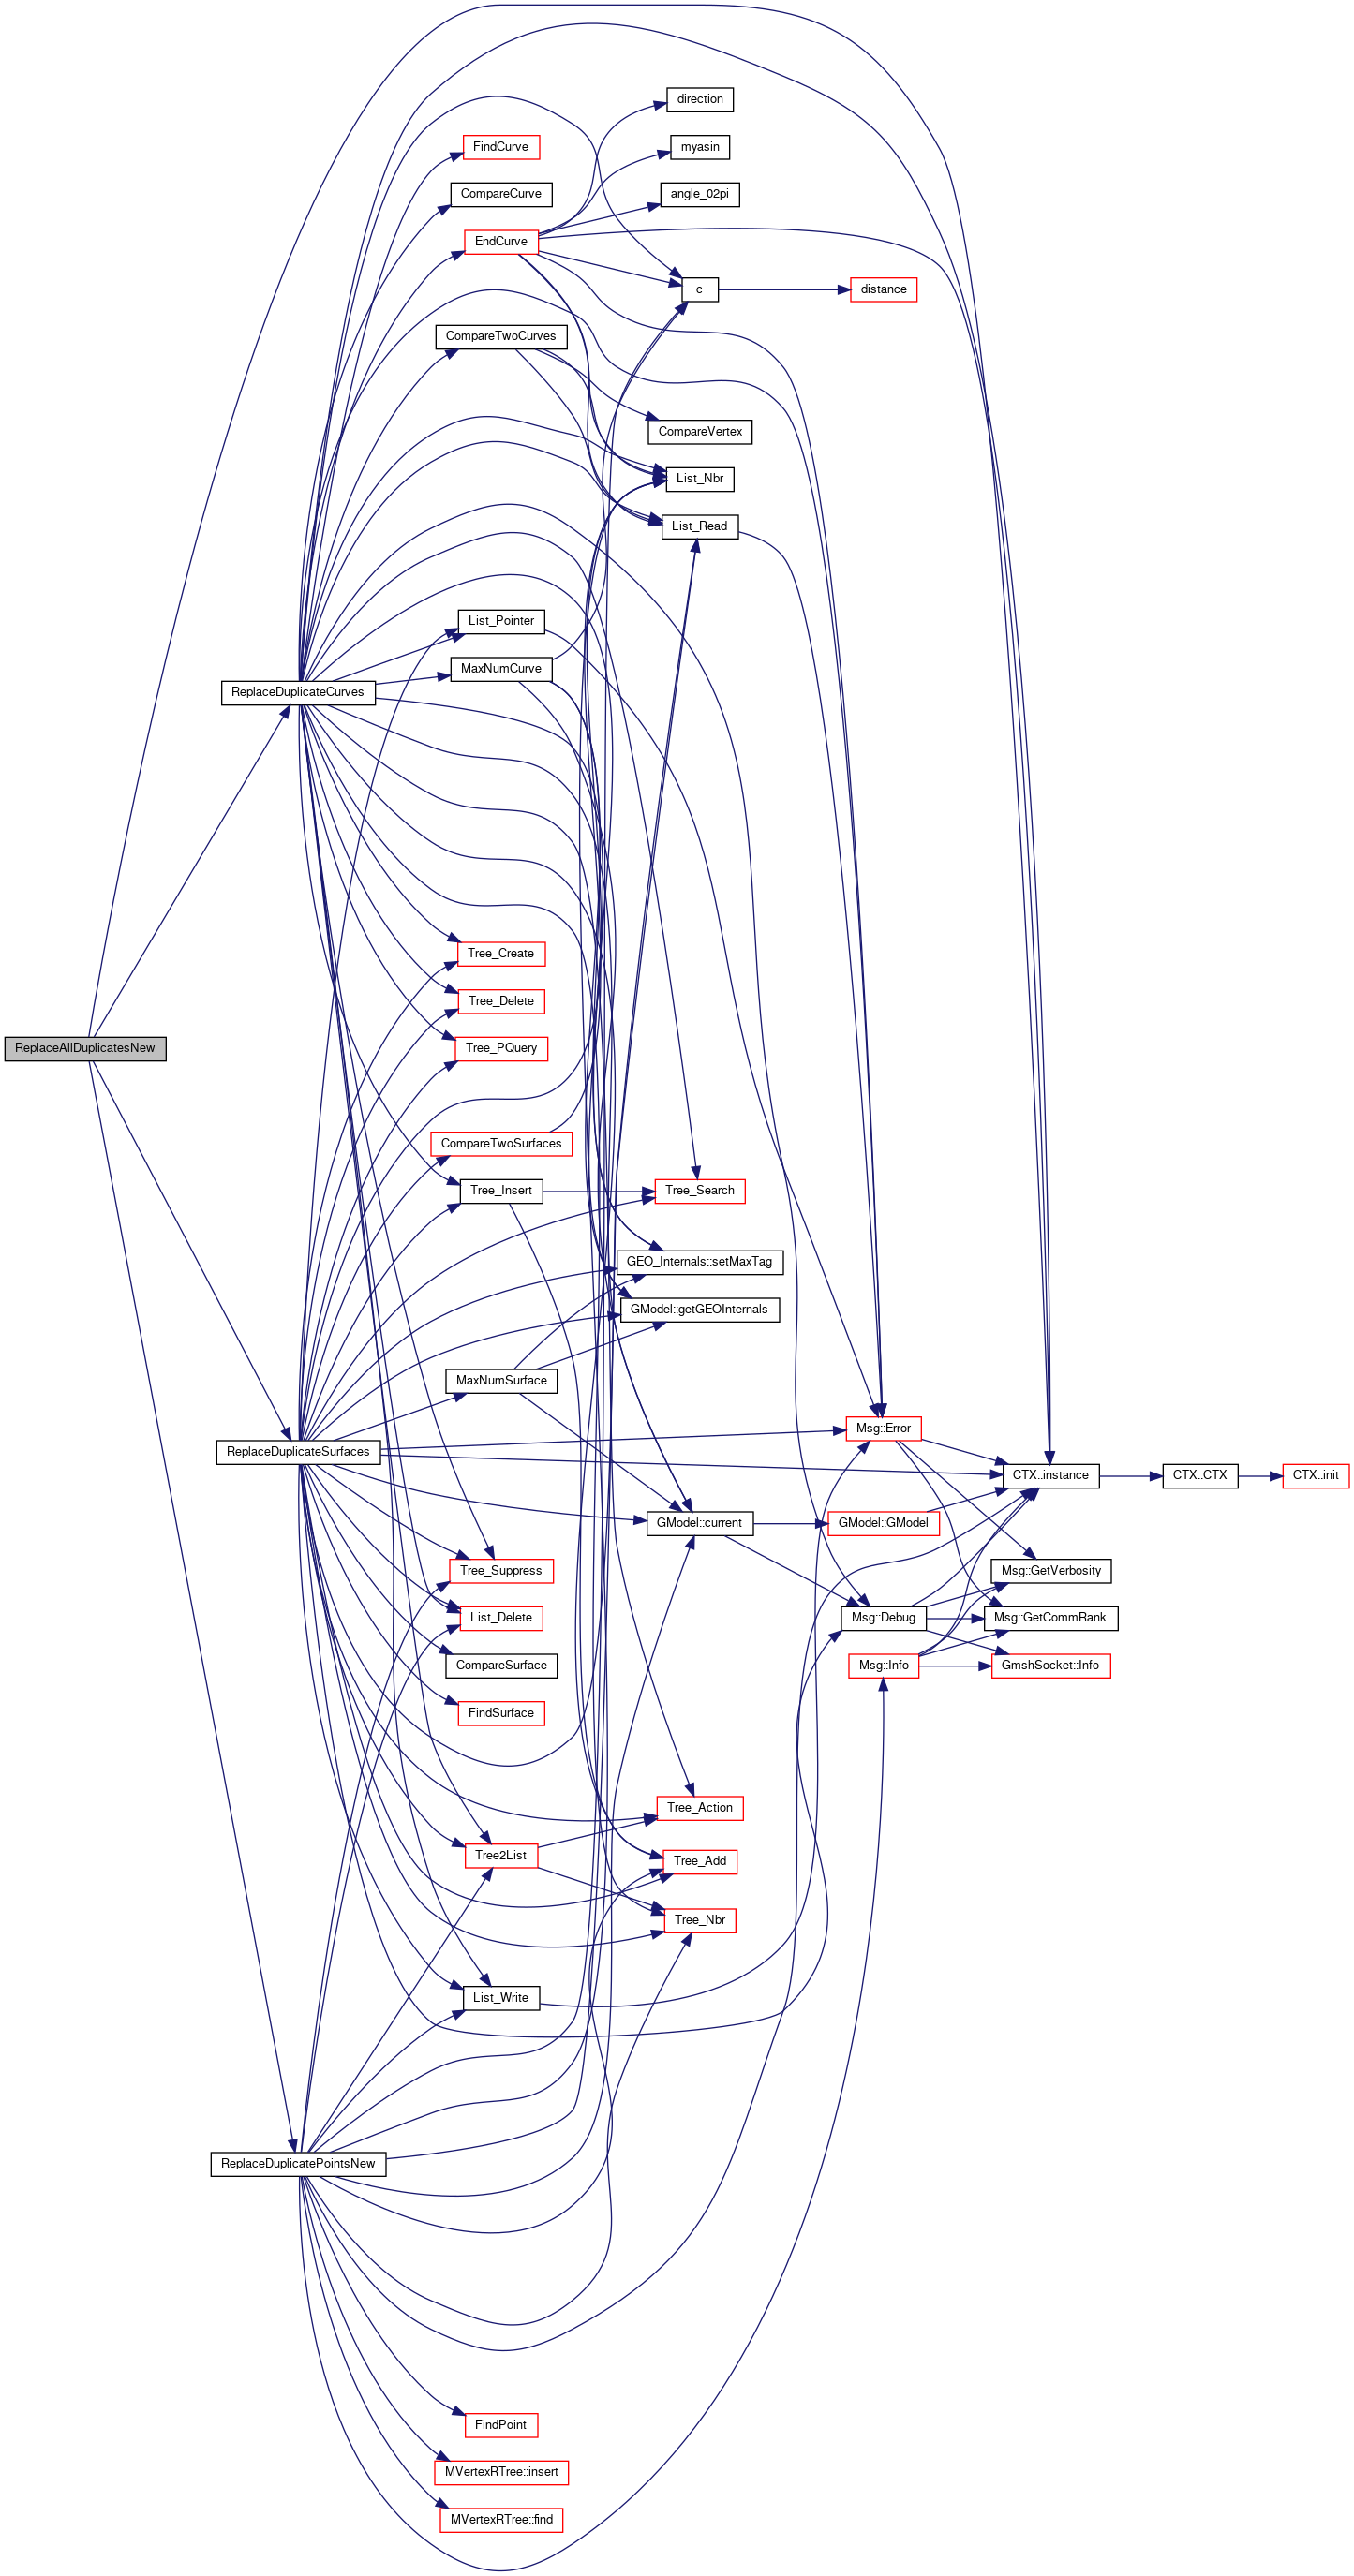 direction
FindCurve
myasin
CompareCurve
angle_02pi
EndCurve
c
distance
CompareTwoCurves
CompareVertex
List_Nbr
List_Read
List_Pointer
MaxNumCurve
ReplaceDuplicateCurves
Tree_Create
Tree_Delete
ReplaceAllDuplicatesNew
Tree_PQuery
CompareTwoSurfaces
Tree_Insert
Tree_Search
GEO_Internals::setMaxTag
GModel::getGEOInternals
MaxNumSurface
Msg::Error
ReplaceDuplicateSurfaces
CTX::instance
CTX::CTX
CTX::init
GModel::current
GModel::GModel
Tree_Suppress
Msg::GetVerbosity
List_Delete
Msg::Debug
Msg::GetCommRank
CompareSurface
Msg::Info
GmshSocket::Info
FindSurface
Tree_Action
Tree2List
Tree_Add
Tree_Nbr
List_Write
ReplaceDuplicatePointsNew
FindPoint
MVertexRTree::insert
MVertexRTree::find